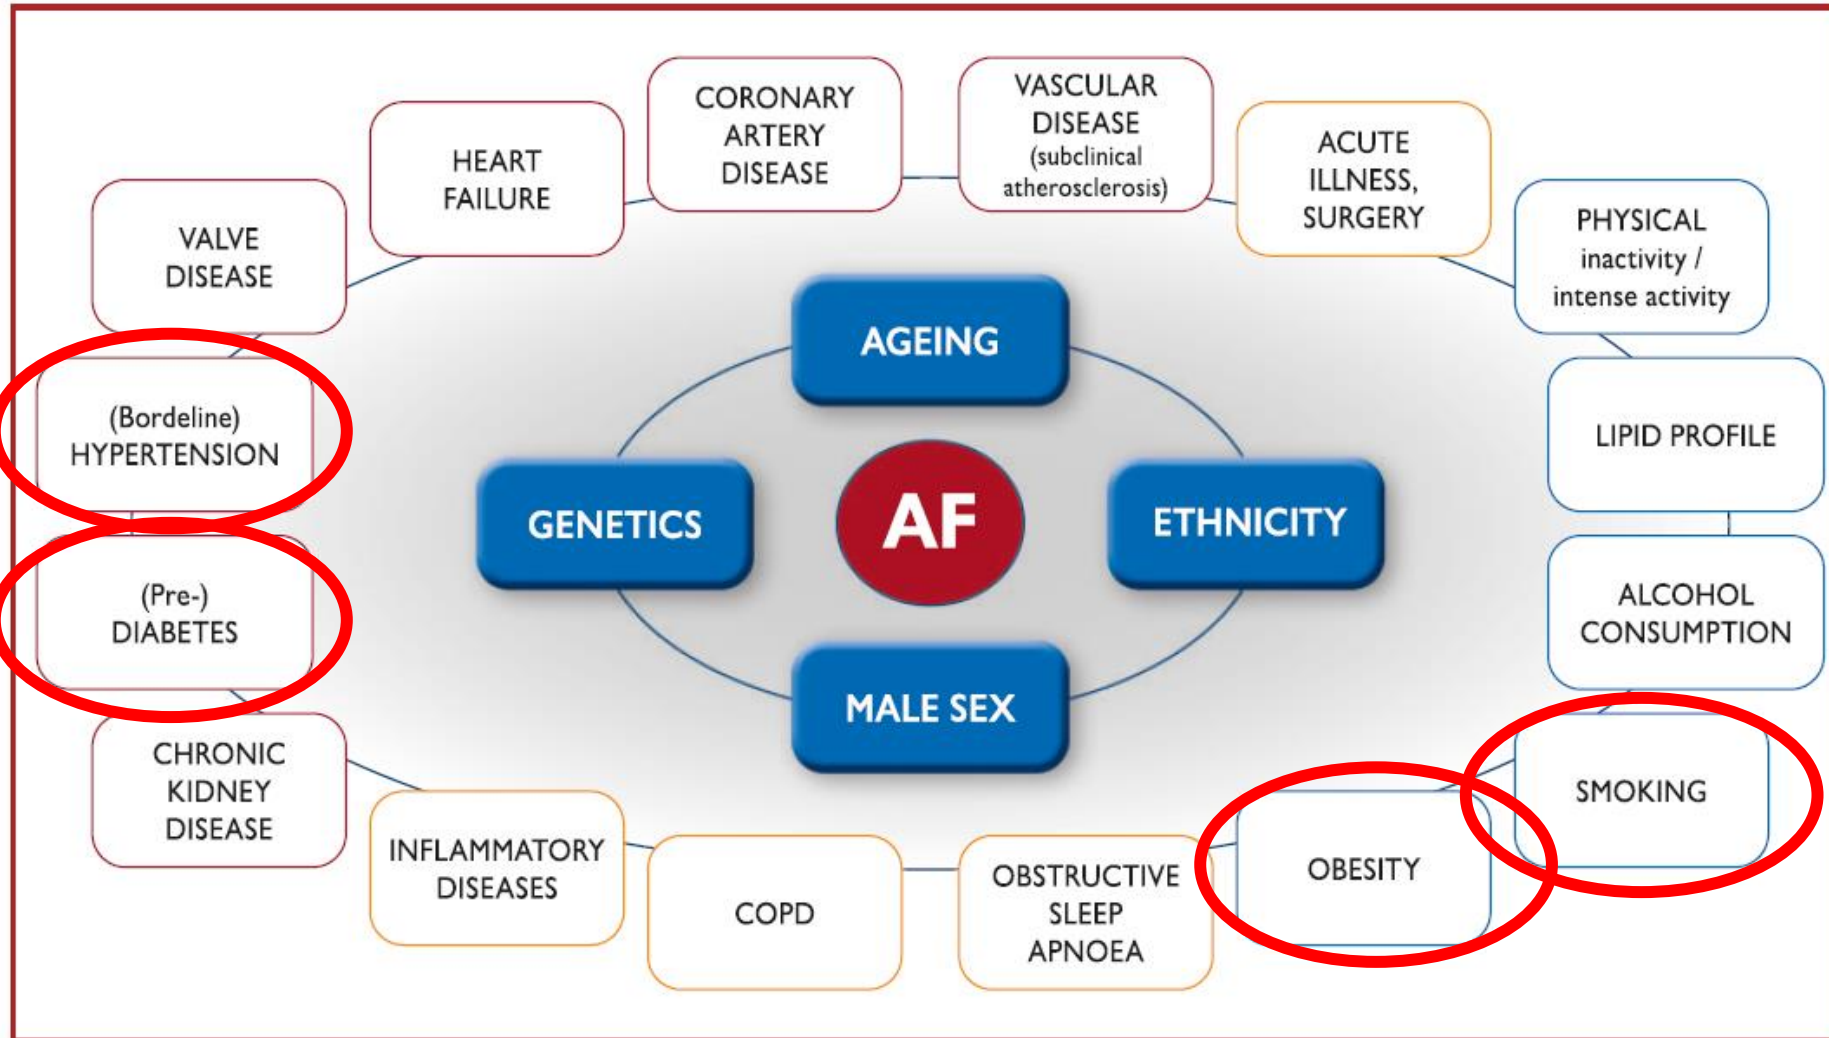 CORONARY
ARTERY
DISEASE
VASCULAR
DISEASE
(subclinical
atherosclerosis)
HEART
FAILURE
ACUTE
ILLNESS,
SURGERY
VALVE
DISEASE
PHYSICAL
inactivity /
intense activity
AGEING
(Bordeline)
HYPERTENSION
LIPID PROFILE
GENETICS
AF
ETHNICITY
(Pre-)
DIABETES
ALCOHOL
CONSUMPTION
MALE SEX
CHRONIC
KIDNEY
DISEASE
SMOKING
INFLAMMATORY
DISEASES
COPD
OBSTRUCTIVE
SLEEP
APNOEA
OBESITY